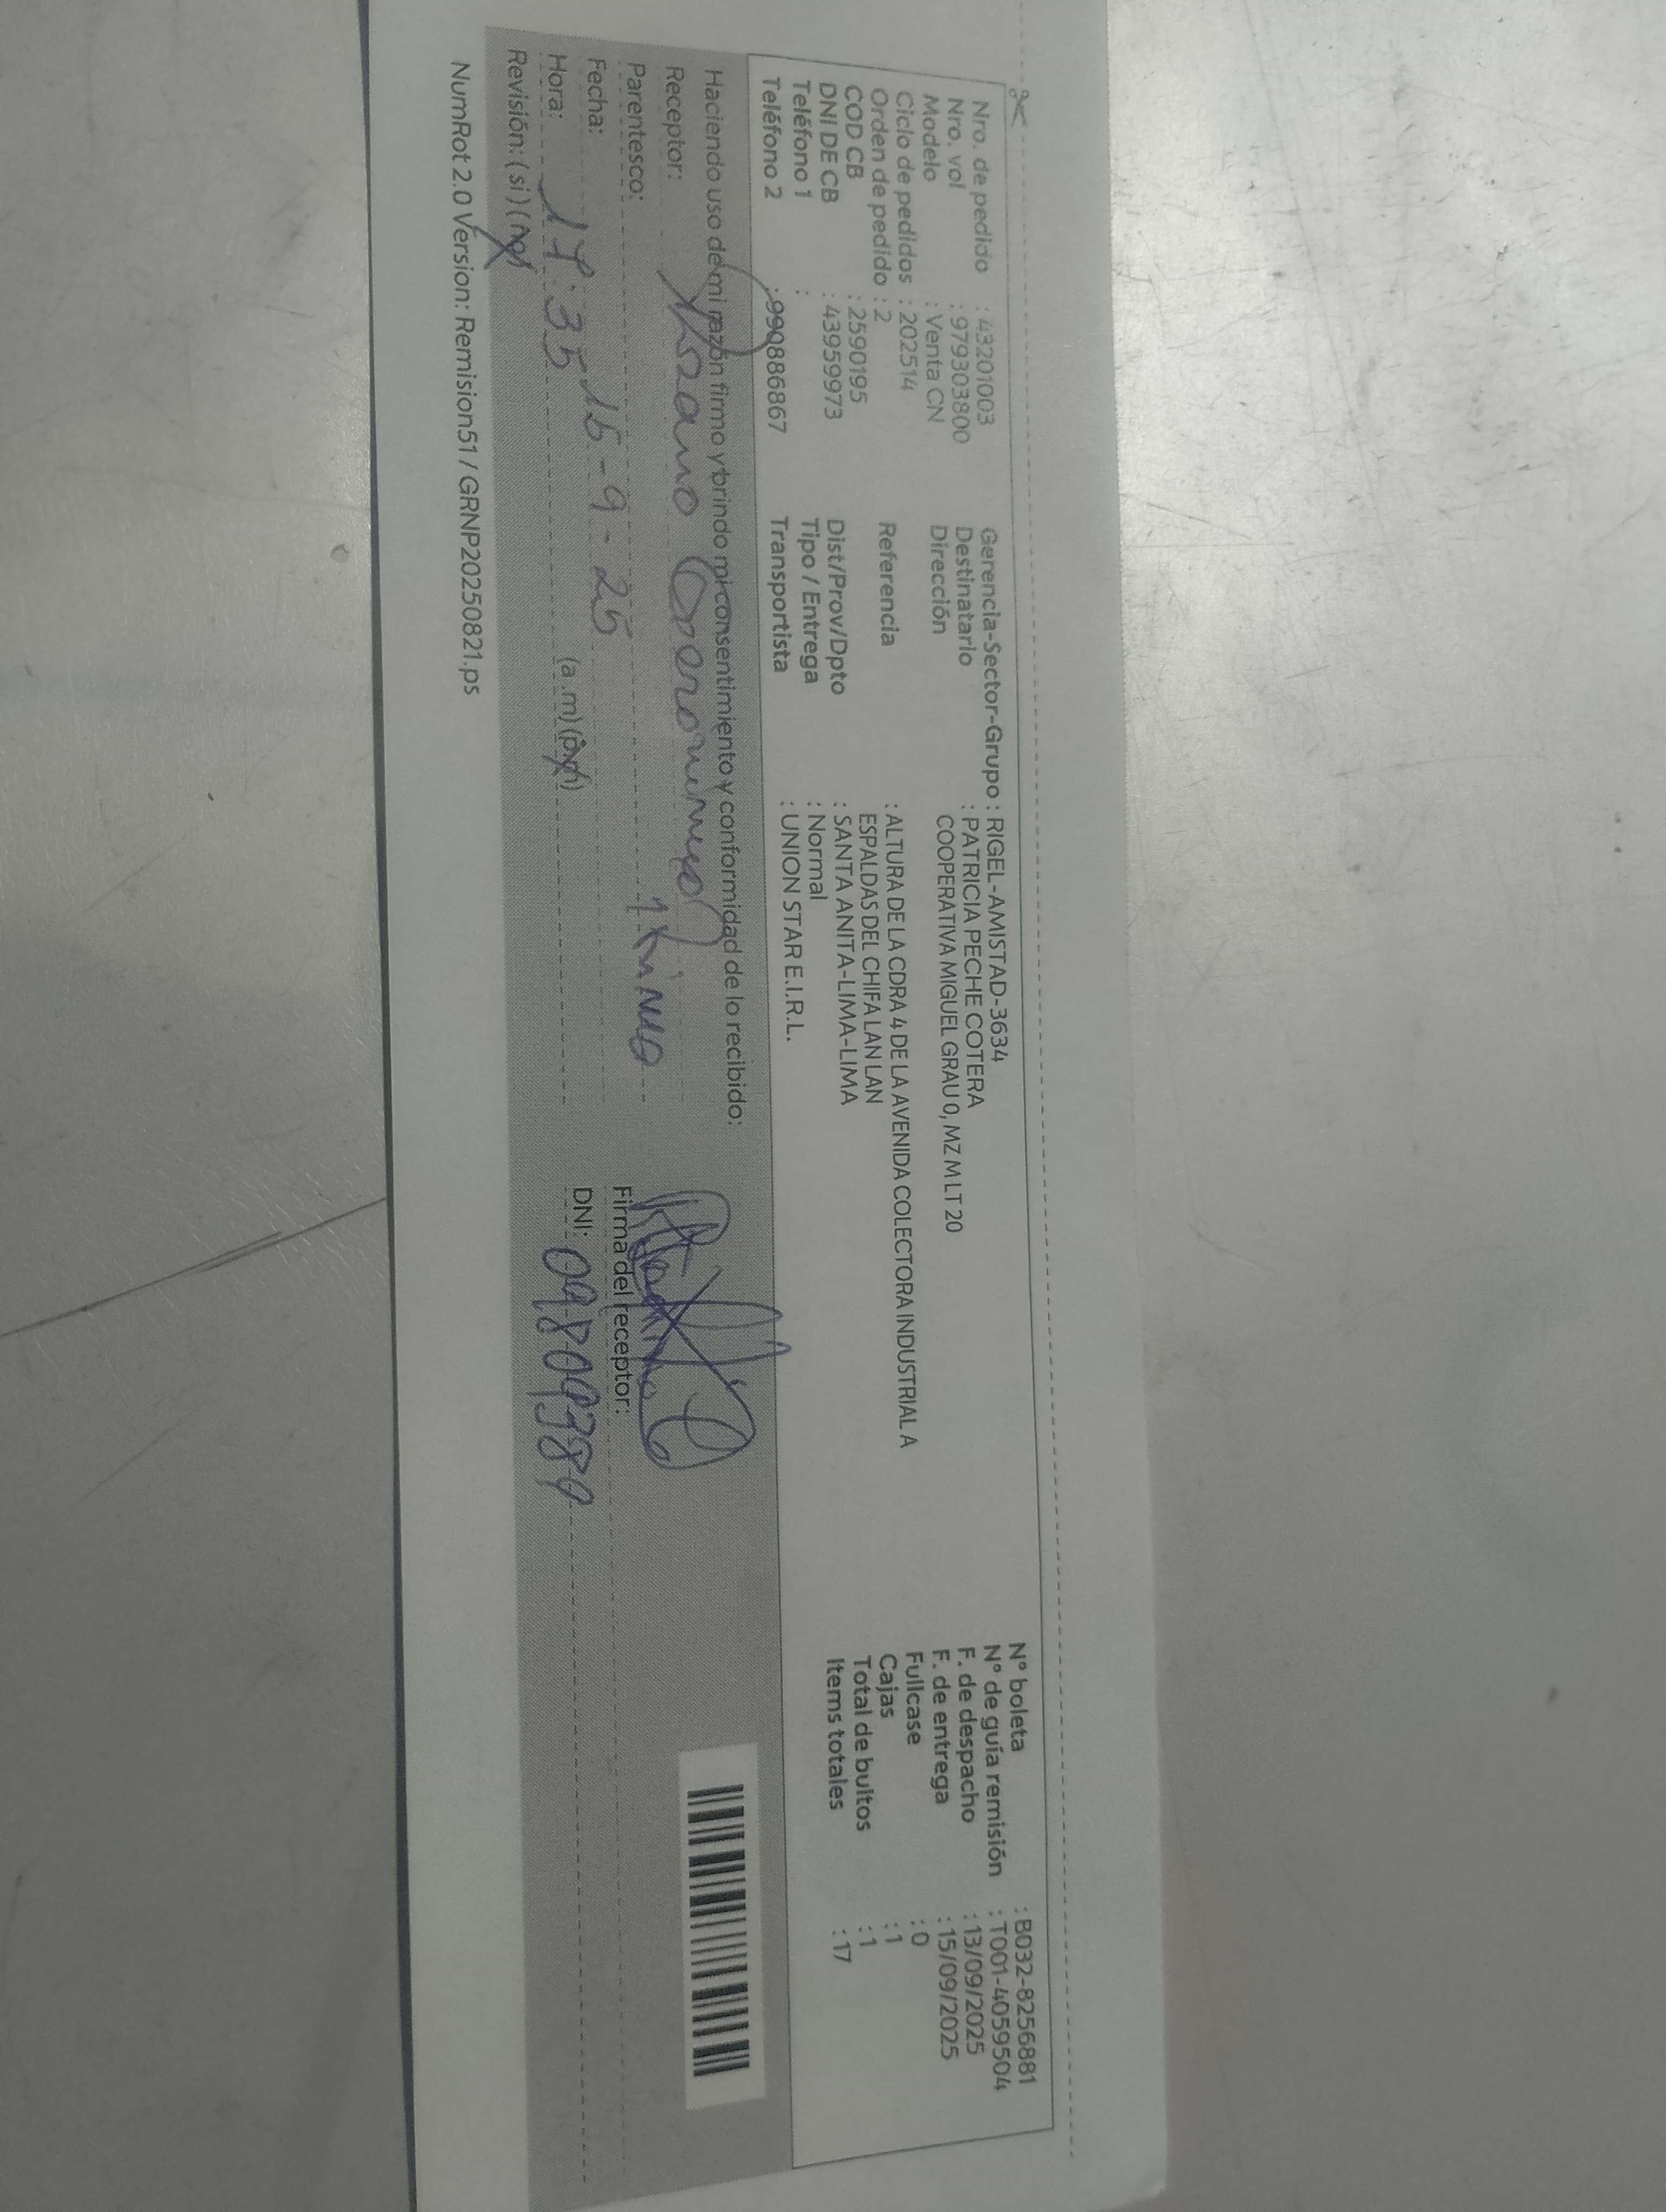 Nro. de pedido : 43201003
Nro. vol : 979303800
Modelo : Venta CN
Ciclo de pedidos : 202514
Orden de pedido : 2
COD CB : 2590195
DNI DE CB : 43959973
Teléfono 1 :
Teléfono 2 : 990886867
Gerencia-Sector-Grupo : RIGEL-AMISTAD-3634
Destinatario : PATRICIA PECHE COTERA
Dirección COOPERATIVA MIGUEL GRAU 0, MZ M LT 20
Referencia : ALTURA DE LA CDRA 4 DE LA AVENIDA COLECTORA INDUSTRIAL A
ESPALDAS DEL CHIFA LAN LAN
Dist/Prov/Dpto : SANTA ANITA-LIMA-LIMA
Tipo / Entrega : Normal
Transportista : UNION STAR E.I.R.L.
N° boleta : B032-8256881
N° de guía remisión : T001-4059504
F. de despacho : 13/09/2025
F. de entrega : 15/09/2025
Fullcase : 0
Cajas : 1
Total de bultos : 1
Items totales : 17
Haciendo uso de mi razón firmo y brindo mi consentimiento y conformidad de lo recibido:
Receptor:
Parentesco:
Fecha: 15-9-25
Hora: 17:35 (a.m)(p.m)
Revisión: (si) (no)
Firma del receptor:
DNI:
NumRot 2.0 Version: Remision51 / GRNP20250821.ps